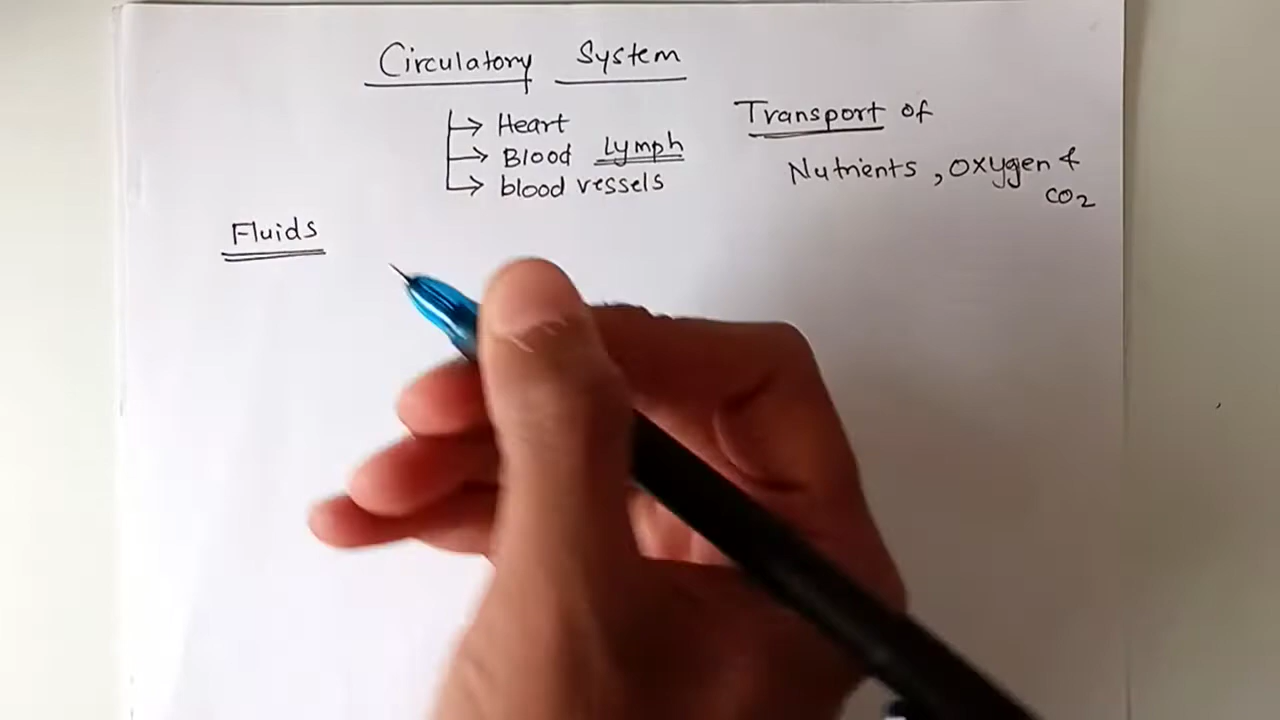 Circulatory System
→ Heart
→ Blood Lymph
→ blood vessels
Transport of
Nutrients, oxygen &
CO2
Fluids